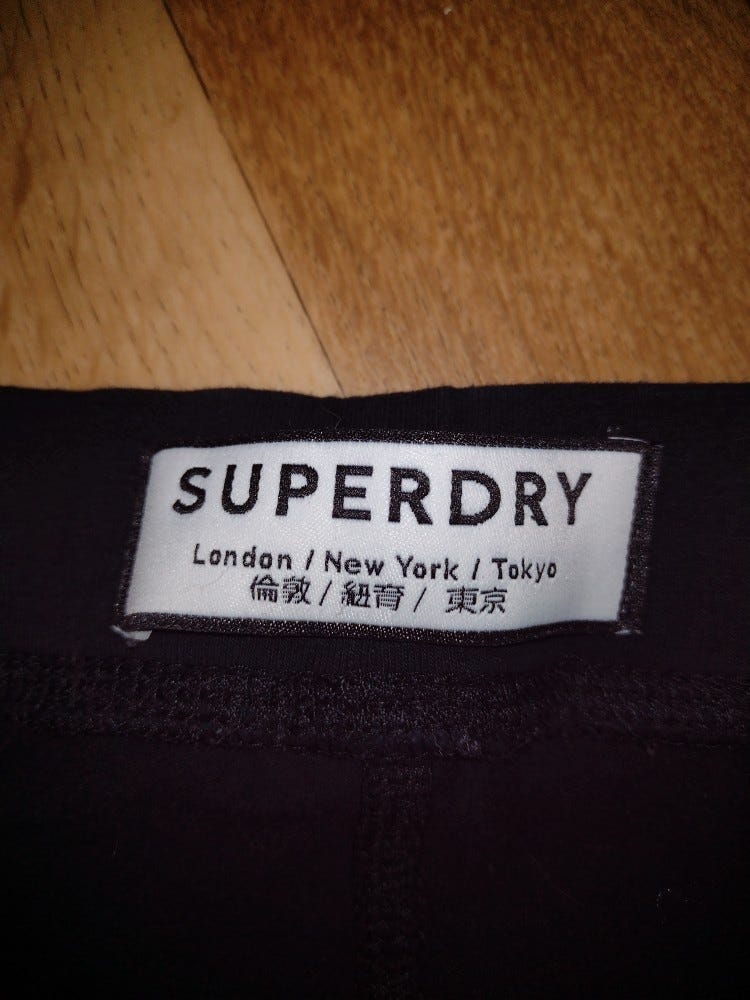 SUPERDRY
London / New York / Tokyo
倫敦 / 紐育 / 東京